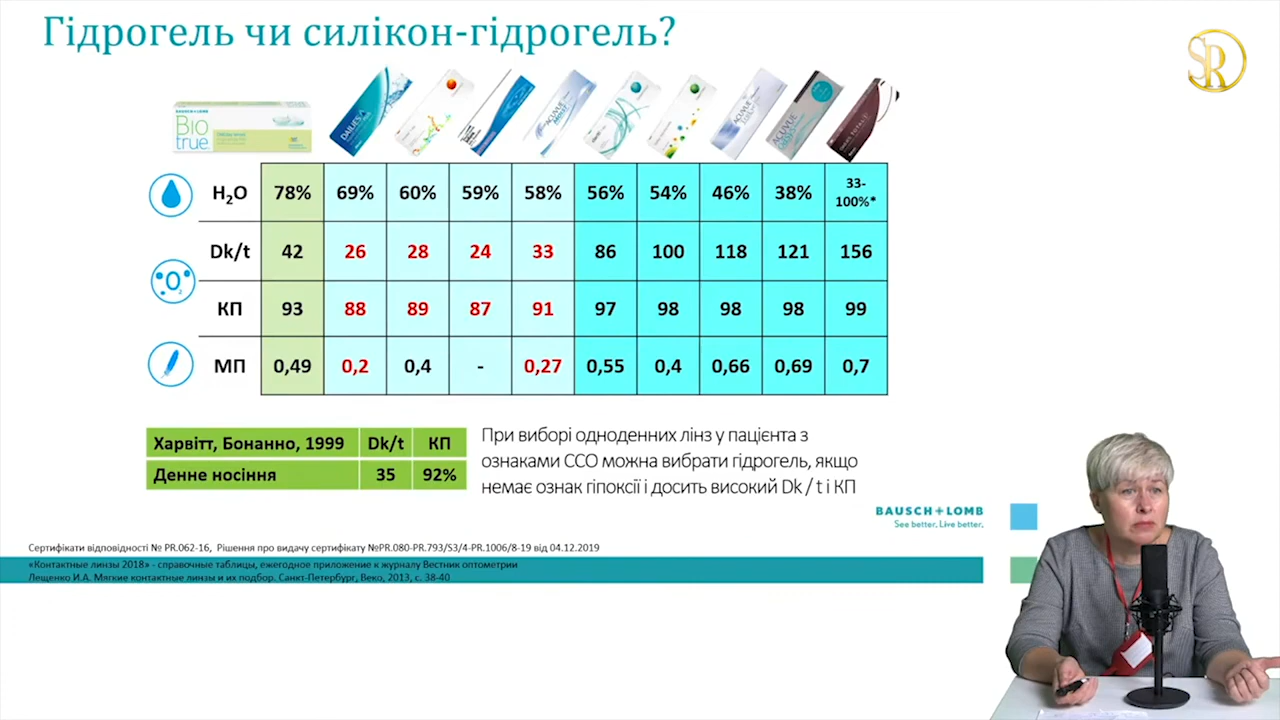 Гідрогель чи силікон-гідрогель?
SR
BAUSCH + LOMB
Bio
true
DAILIES
ACUVUE
ACUVUE
ACUVUE
H₂O 78% 69% 60% 59% 58% 56% 54% 46% 38% 33-100%*
Dk/t 42 26 28 24 33 86 100 118 121 156
O₂
КП 93 88 89 87 91 97 98 98 98 99
МП 0,49 0,2 0,4 - 0,27 0,55 0,4 0,66 0,69 0,7
Харвітт, Бонанно, 1999 Dk/t КП
Денне носіння 35 92%
При виборі одноденних лінз у пацієнта з
ознаками ССО можна вибрати гідрогель, якщо
немає ознак гіпоксії і досить високий Dk / t і КП
BAUSCH + LOMB
See better. Live better.
Сертифікати відповідності № PR.062-16, Рішення про видачу сертифікату №PR.080-PR.793/S3/4-PR.1006/8-19 від 04.12.2019
«Контактные линзы 2018» - справочные таблицы, ежегодное приложение к журналу Вестник оптометрии
Лещенко И.А. Мягкие контактные линзы и их подбор. Санкт-Петербург, Веко, 2013, с. 38-40